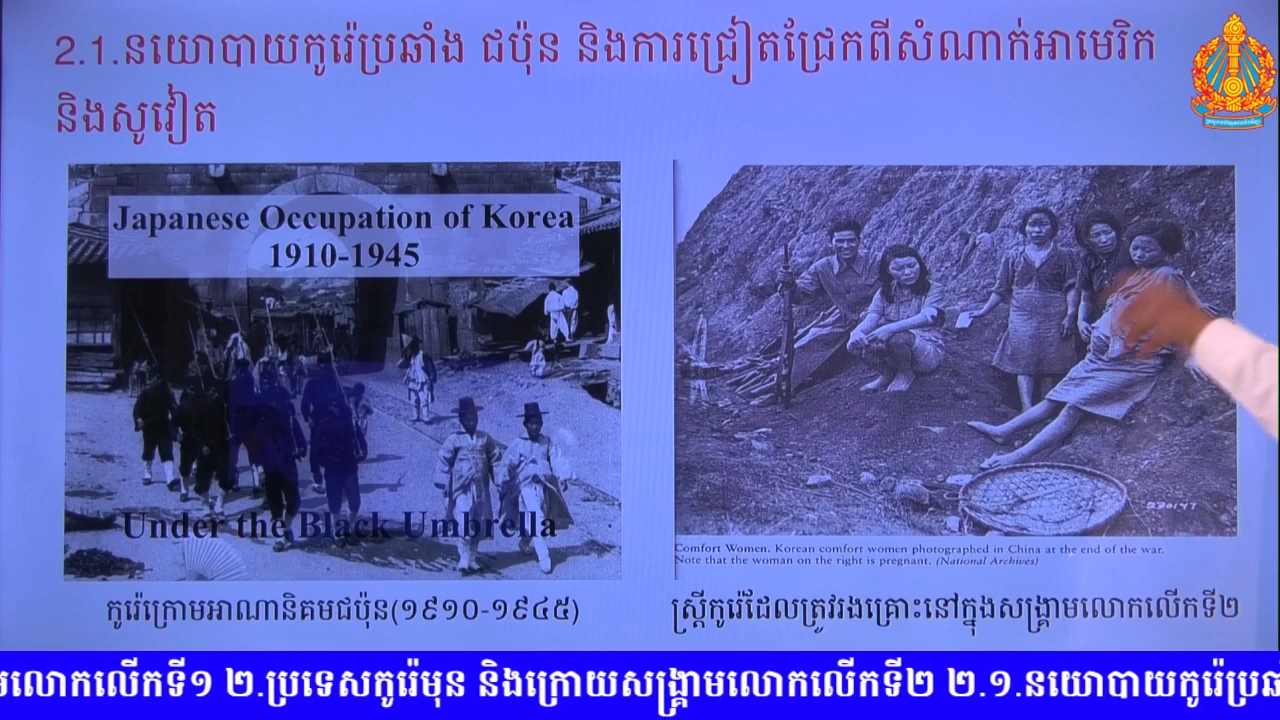 2.1.នយោបាយកូរ៉េប្រឆាំង ជប៉ុន និងការជ្រៀតជ្រែកពីសំណាក់អាមេរិក
និងសូវៀត
Japanese Occupation of Korea
1910-1945
Under the Black Umbrella
កូរ៉េក្រោមអាណានិគមជប៉ុន(១៩១០-១៩៤៥)
Comfort Women. Korean comfort women photographed in China at the end of the war.
Note that the woman on the right is pregnant. (National Archives)
ស្ត្រីកូរ៉េដែលត្រូវរងគ្រោះនៅក្នុងសង្គ្រាមលោកលើកទី២
មលោកលើកទី១ ២.ប្រទេសកូរ៉េមុន និងក្រោយសង្គ្រាមលោកលើកទី២ ២.១.នយោបាយកូរ៉េប្រឆ